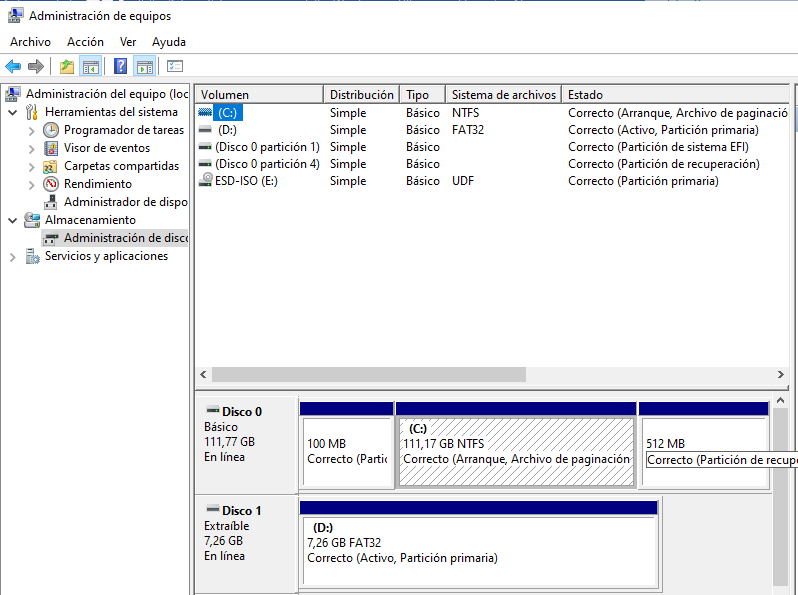 Administración de equipos
Archivo Acción Ver Ayuda
Administración del equipo (loc
Herramientas del sistema
Programador de tareas
Visor de eventos
Carpetas compartidas
Rendimiento
Administrador de dispo
Almacenamiento
Administración de disc
Servicios y aplicaciones
Volumen Distribución Tipo Sistema de archivos Estado
(C:) Simple Básico NTFS Correcto (Arranque, Archivo de paginació
(D:) Simple Básico FAT32 Correcto (Activo, Partición primaria)
(Disco 0 partición 1) Simple Básico Correcto (Partición de sistema EFI)
(Disco 0 partición 4) Simple Básico Correcto (Partición de recuperación)
ESD-ISO (E:) Simple Básico UDF Correcto (Partición primaria)
Disco 0
Básico
111,77 GB
En línea
100 MB
Correcto (Partic
(C:)
111,17 GB NTFS
Correcto (Arranque, Archivo de paginación
512 MB
Correcto (Partición de recupe
Disco 1
Extraíble
7,26 GB
En línea
(D:)
7,26 GB FAT32
Correcto (Activo, Partición primaria)